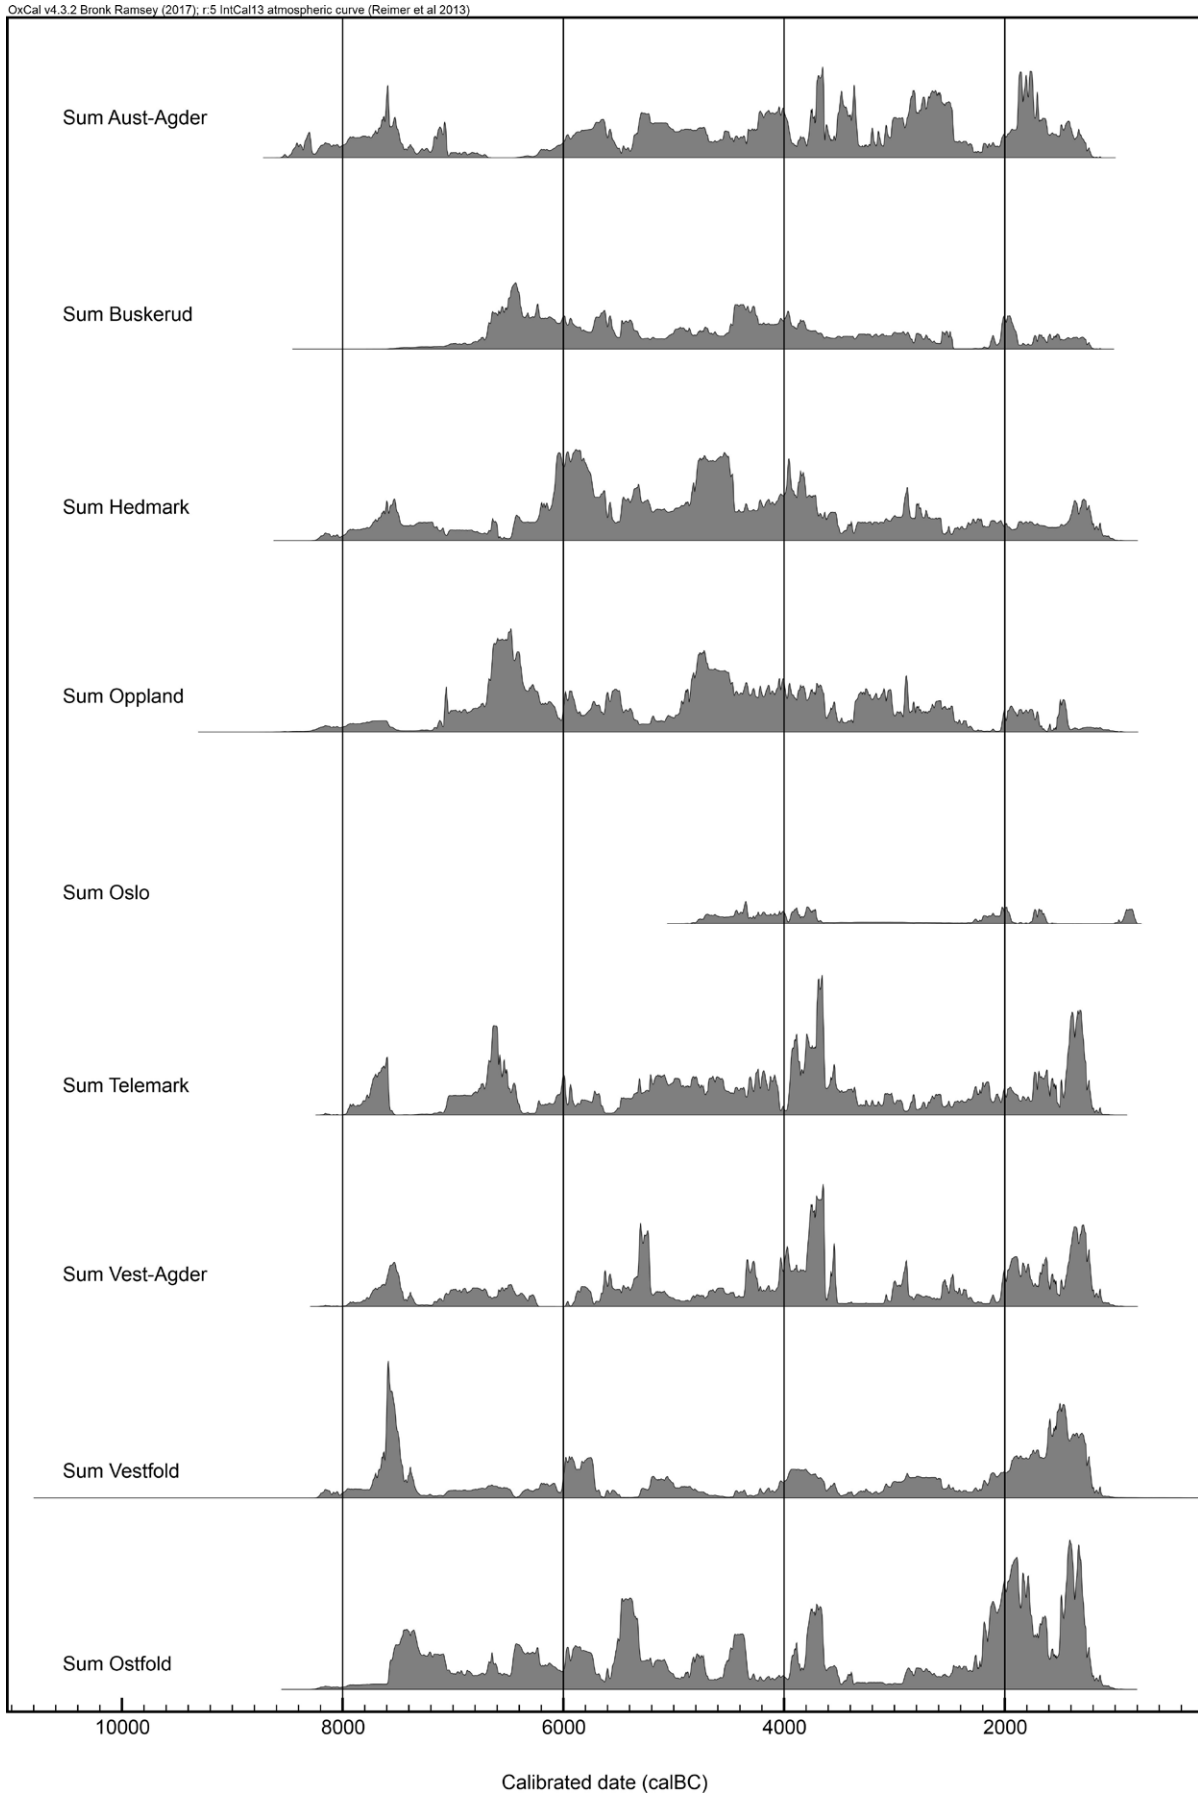 OxCal v4.3.2 Bronk Ramsey (2017); r:5 IntCal13 atmospheric curve (Reimer et al 2013)
Sum Aust-Agder
Sum Buskerud
Sum Hedmark
Sum Oppland
Sum Oslo
Sum Telemark
Sum Vest-Agder
Sum Vestfold
Sum Ostfold
10000 8000 6000 4000 2000
Calibrated date (calBC)